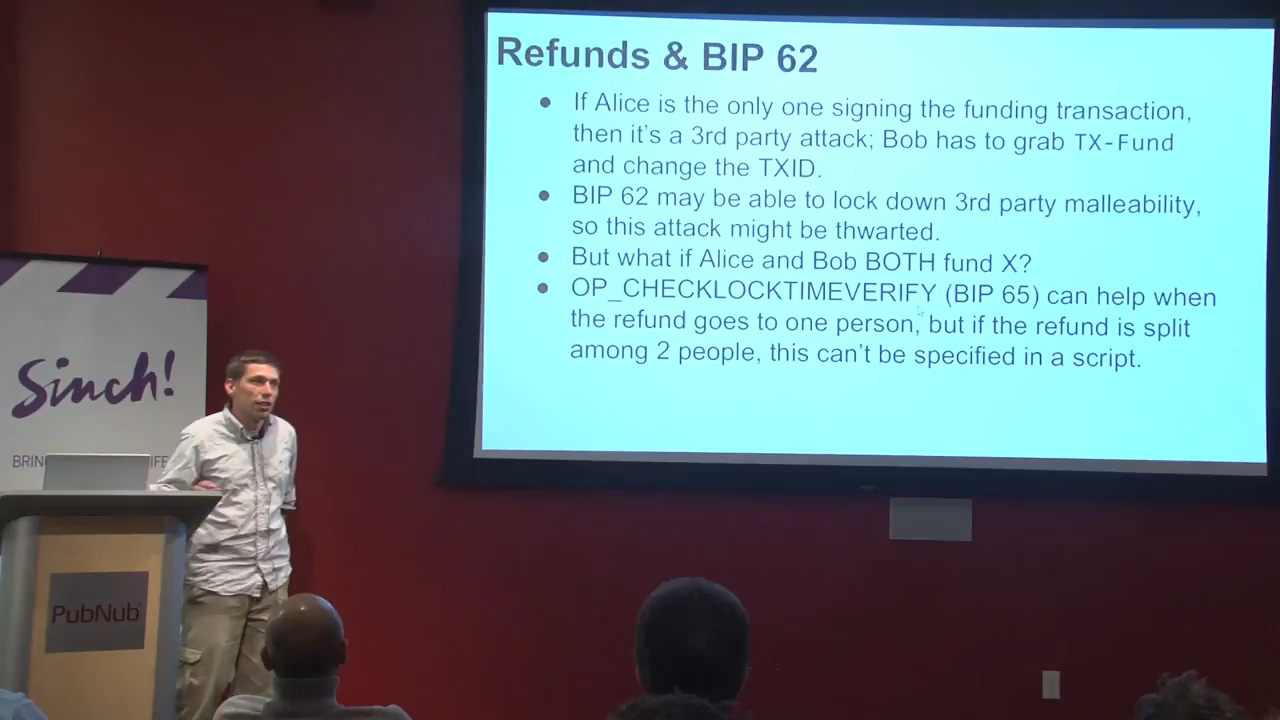 Refunds & BIP 62
● If Alice is the only one signing the funding transaction,
then it's a 3rd party attack; Bob has to grab TX-Fund
and change the TXID.
● BIP 62 may be able to lock down 3rd party malleability,
so this attack might be thwarted.
● But what if Alice and Bob BOTH fund X?
● OP_CHECKLOCKTIMEVERIFY (BIP 65) can help when
the refund goes to one person, but if the refund is split
among 2 people, this can't be specified in a script.
Sinch!
PubNub